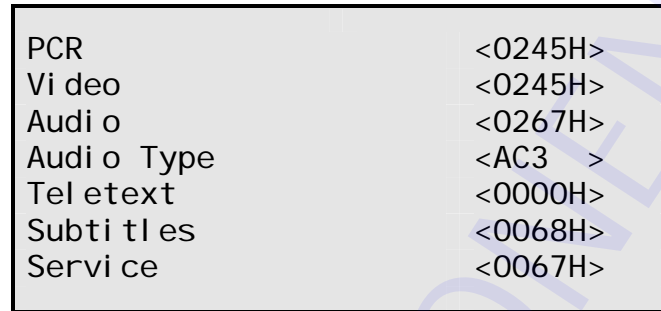 PCR <0245H>
Video <0245H>
Audio <0267H>
Audio Type <AC3 >
Teletext <0000H>
Subtitles <0068H>
Service <0067H>